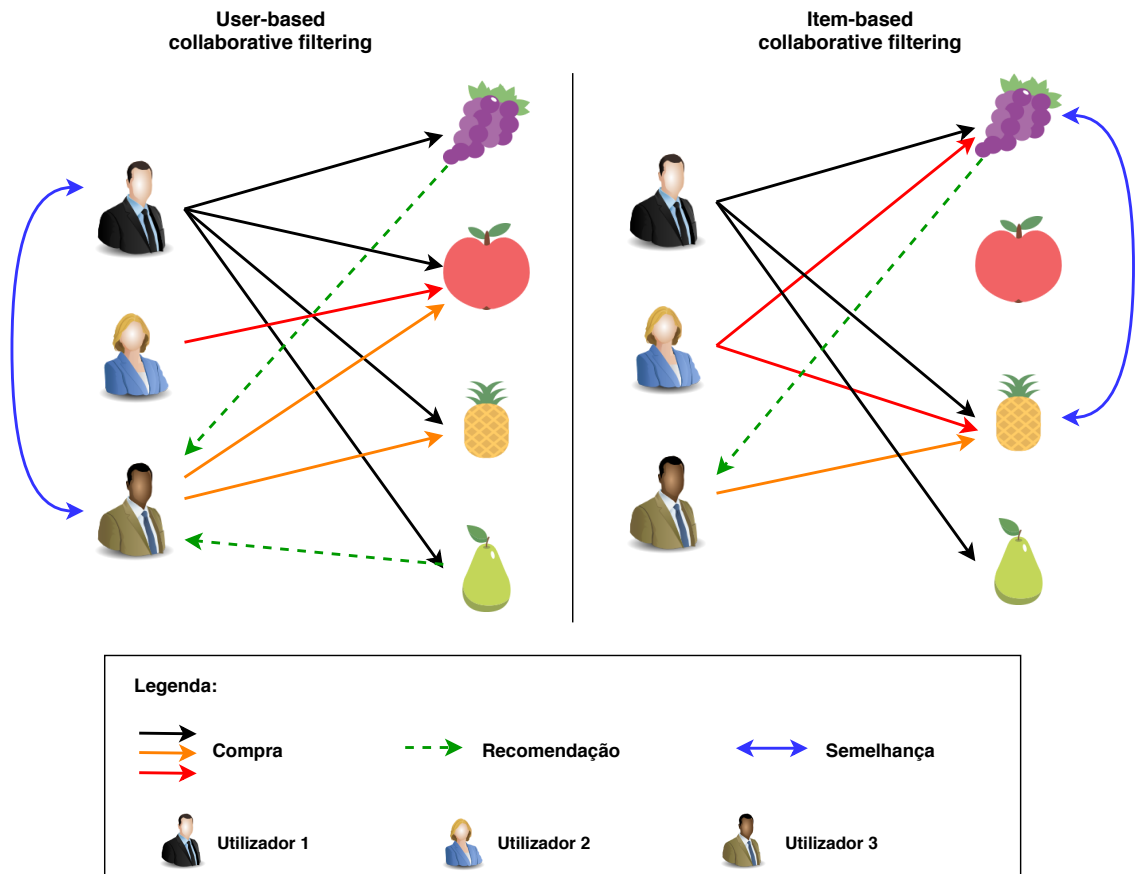 User-based
collaborative filtering
Item-based
collaborative filtering
Legenda:
Compra
Recomendação
Semelhança
Utilizador 1
Utilizador 2
Utilizador 3